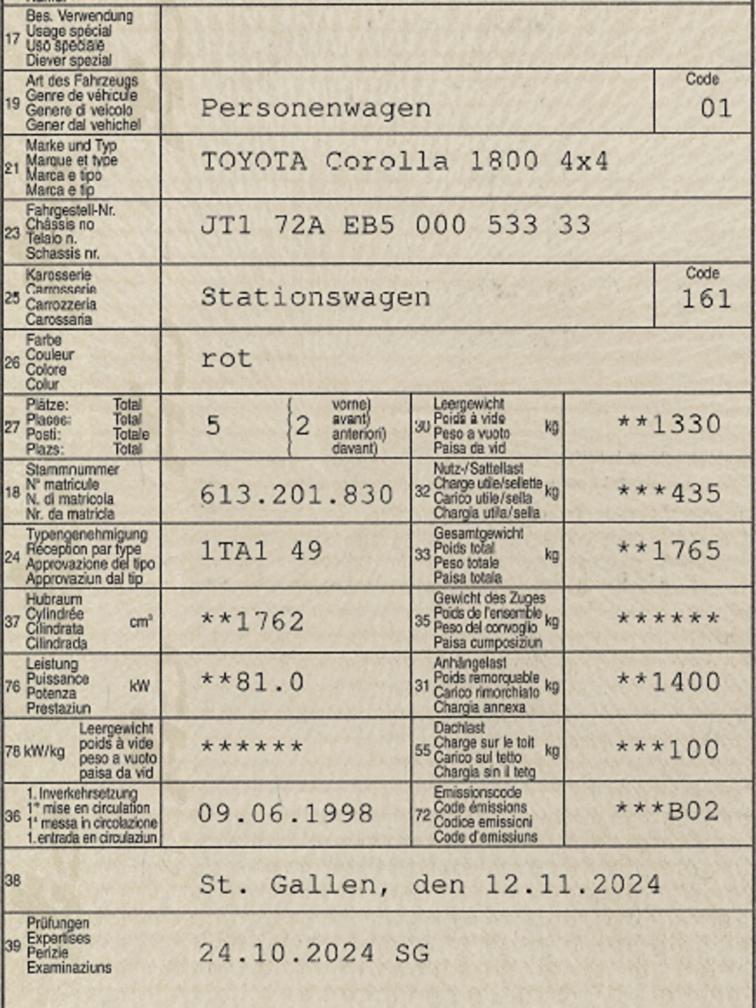 17 Bes. Verwendung
Usage spécial
Uso speciale
Diever spezial
19 Art des Fahrzeugs
Genre de véhicule
Genere di veicolo
Gener dal vehichel
Personenwagen
Code
01
21 Marke und Typ
Marque et type
Marca e tipo
Marca e tip
TOYOTA Corolla 1800 4x4
23 Fahrgestell-Nr.
Châssis no
Telaio n.
Schassis nr.
JT1 72A EB5 000 533 33
25 Karosserie
Carrosserie
Carrozzeria
Carossaria
Stationswagen
Code
161
26 Farbe
Couleur
Colore
Colur
rot
27 Plätze: Total
Places: Total
Posti: Totale
Plazs: Total
5
2
vorne)
avant)
anteriori)
davant)
30 Leergewicht
Poids à vide
Peso a vuoto
Paisa da vid
kg
**1330
18 Stammnummer
N° matricule
N. di matricola
Nr. da matricla
613.201.830
32 Nutz-/Sattellast
Charge utile/sellette
Carico utile/sella
Chargia utila/sella
kg
***435
24 Typengenehmigung
Réception par type
Approvazione del tipo
Approvaziun dal tip
1TA1 49
33 Gesamtgewicht
Poids total
Peso totale
Paisa totala
kg
**1765
37 Hubraum
Cylindrée
Cilindrata
Cilindrada
cm³
**1762
35 Gewicht des Zuges
Poids de l'ensemble
Peso del convoglio
Paisa cumposiziun
kg
******
76 Leistung
Puissance
Potenza
Prestaziun
kW
**81.0
31 Anhängelast
Poids remorquable
Carico rimorchiato
Chargia annexa
kg
**1400
78 kW/kg
Leergewicht
poids à vide
peso a vuoto
paisa da vid
******
55 Dachlast
Charge sur le toit
Carico sul tetto
Chargia sin il tetg
kg
***100
36 1. Inverkehrsetzung
1re mise en circulation
1a messa in circolazione
1. entrada en circulaziun
09.06.1998
72 Emissionscode
Code émissions
Codice emissioni
Code d'emissiuns
***B02
38
St. Gallen, den 12.11.2024
39 Prüfungen
Expertises
Perizie
Examinaziuns
24.10.2024 SG